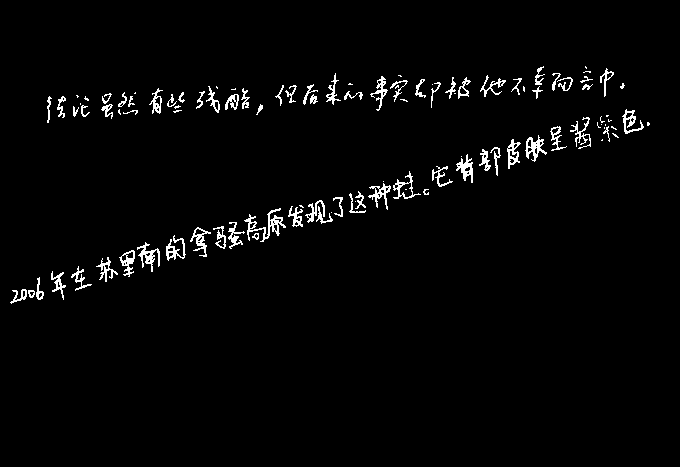 结论虽然有些残酷，但后来的事实却被他不幸而言中。
2006年在苏里南的拿骚高原发现了这种蛙。它背部皮肤呈酱紫色.